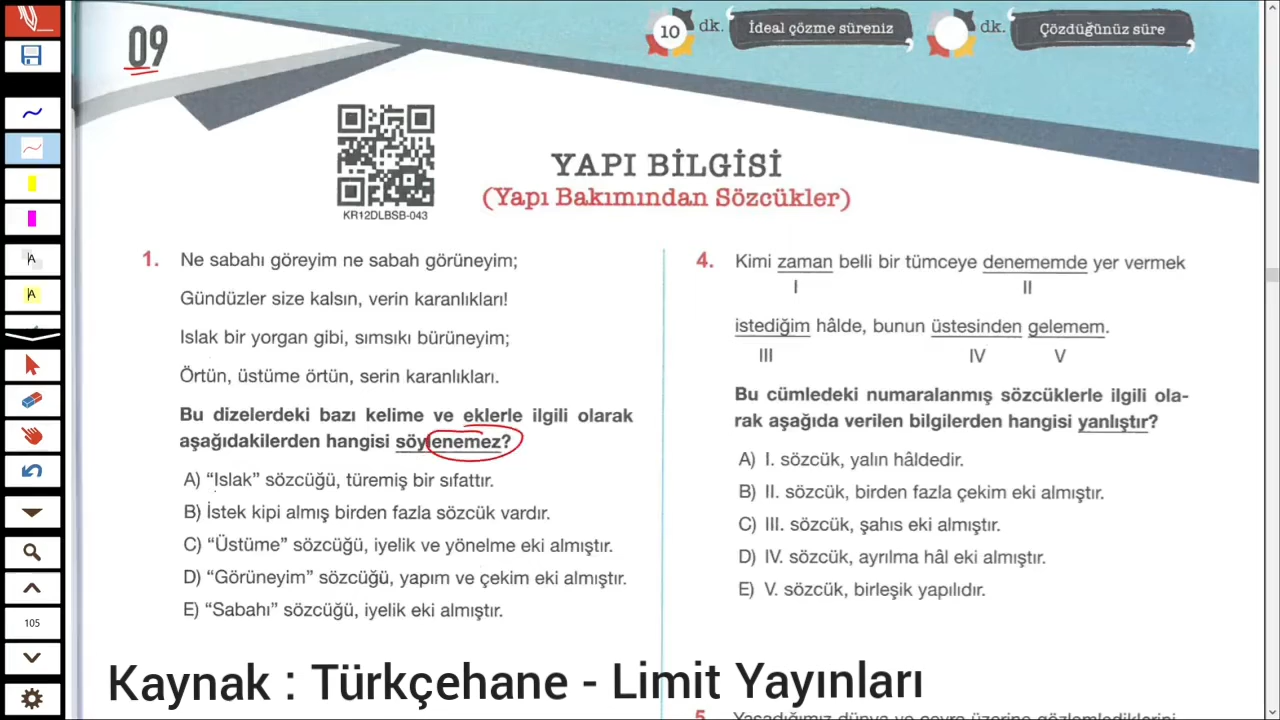 09
10 dk. İdeal çözme süreniz
dk. Çözdüğünüz süre
KR12DLBSB-043
YAPI BİLGİSİ
(Yapı Bakımından Sözcükler)
1. Ne sabahı göreyim ne sabah görüneyim;
Gündüzler size kalsın, verin karanlıkları!
Islak bir yorgan gibi, sımsıkı bürüneyim;
Örtün, üstüme örtün, serin karanlıkları.
Bu dizelerdeki bazı kelime ve eklerle ilgili olarak
aşağıdakilerden hangisi söylenemez?
A) “Islak” sözcüğü, türemiş bir sıfattır.
B) İstek kipi almış birden fazla sözcük vardır.
C) “Üstüme” sözcüğü, iyelik ve yönelme eki almıştır.
D) “Görüneyim” sözcüğü, yapım ve çekim eki almıştır.
E) “Sabahı” sözcüğü, iyelik eki almıştır.
4. Kimi zaman belli bir tümceye denememde yer vermek
I II
istediğim hâlde, bunun üstesinden gelemem.
III IV V
Bu cümledeki numaralanmış sözcüklerle ilgili ola-
rak aşağıda verilen bilgilerden hangisi yanlıştır?
A) I. sözcük, yalın hâldedir.
B) II. sözcük, birden fazla çekim eki almıştır.
C) III. sözcük, şahıs eki almıştır.
D) IV. sözcük, ayrılma hâl eki almıştır.
E) V. sözcük, birleşik yapılıdır.
105
Kaynak : Türkçehane - Limit Yayınları